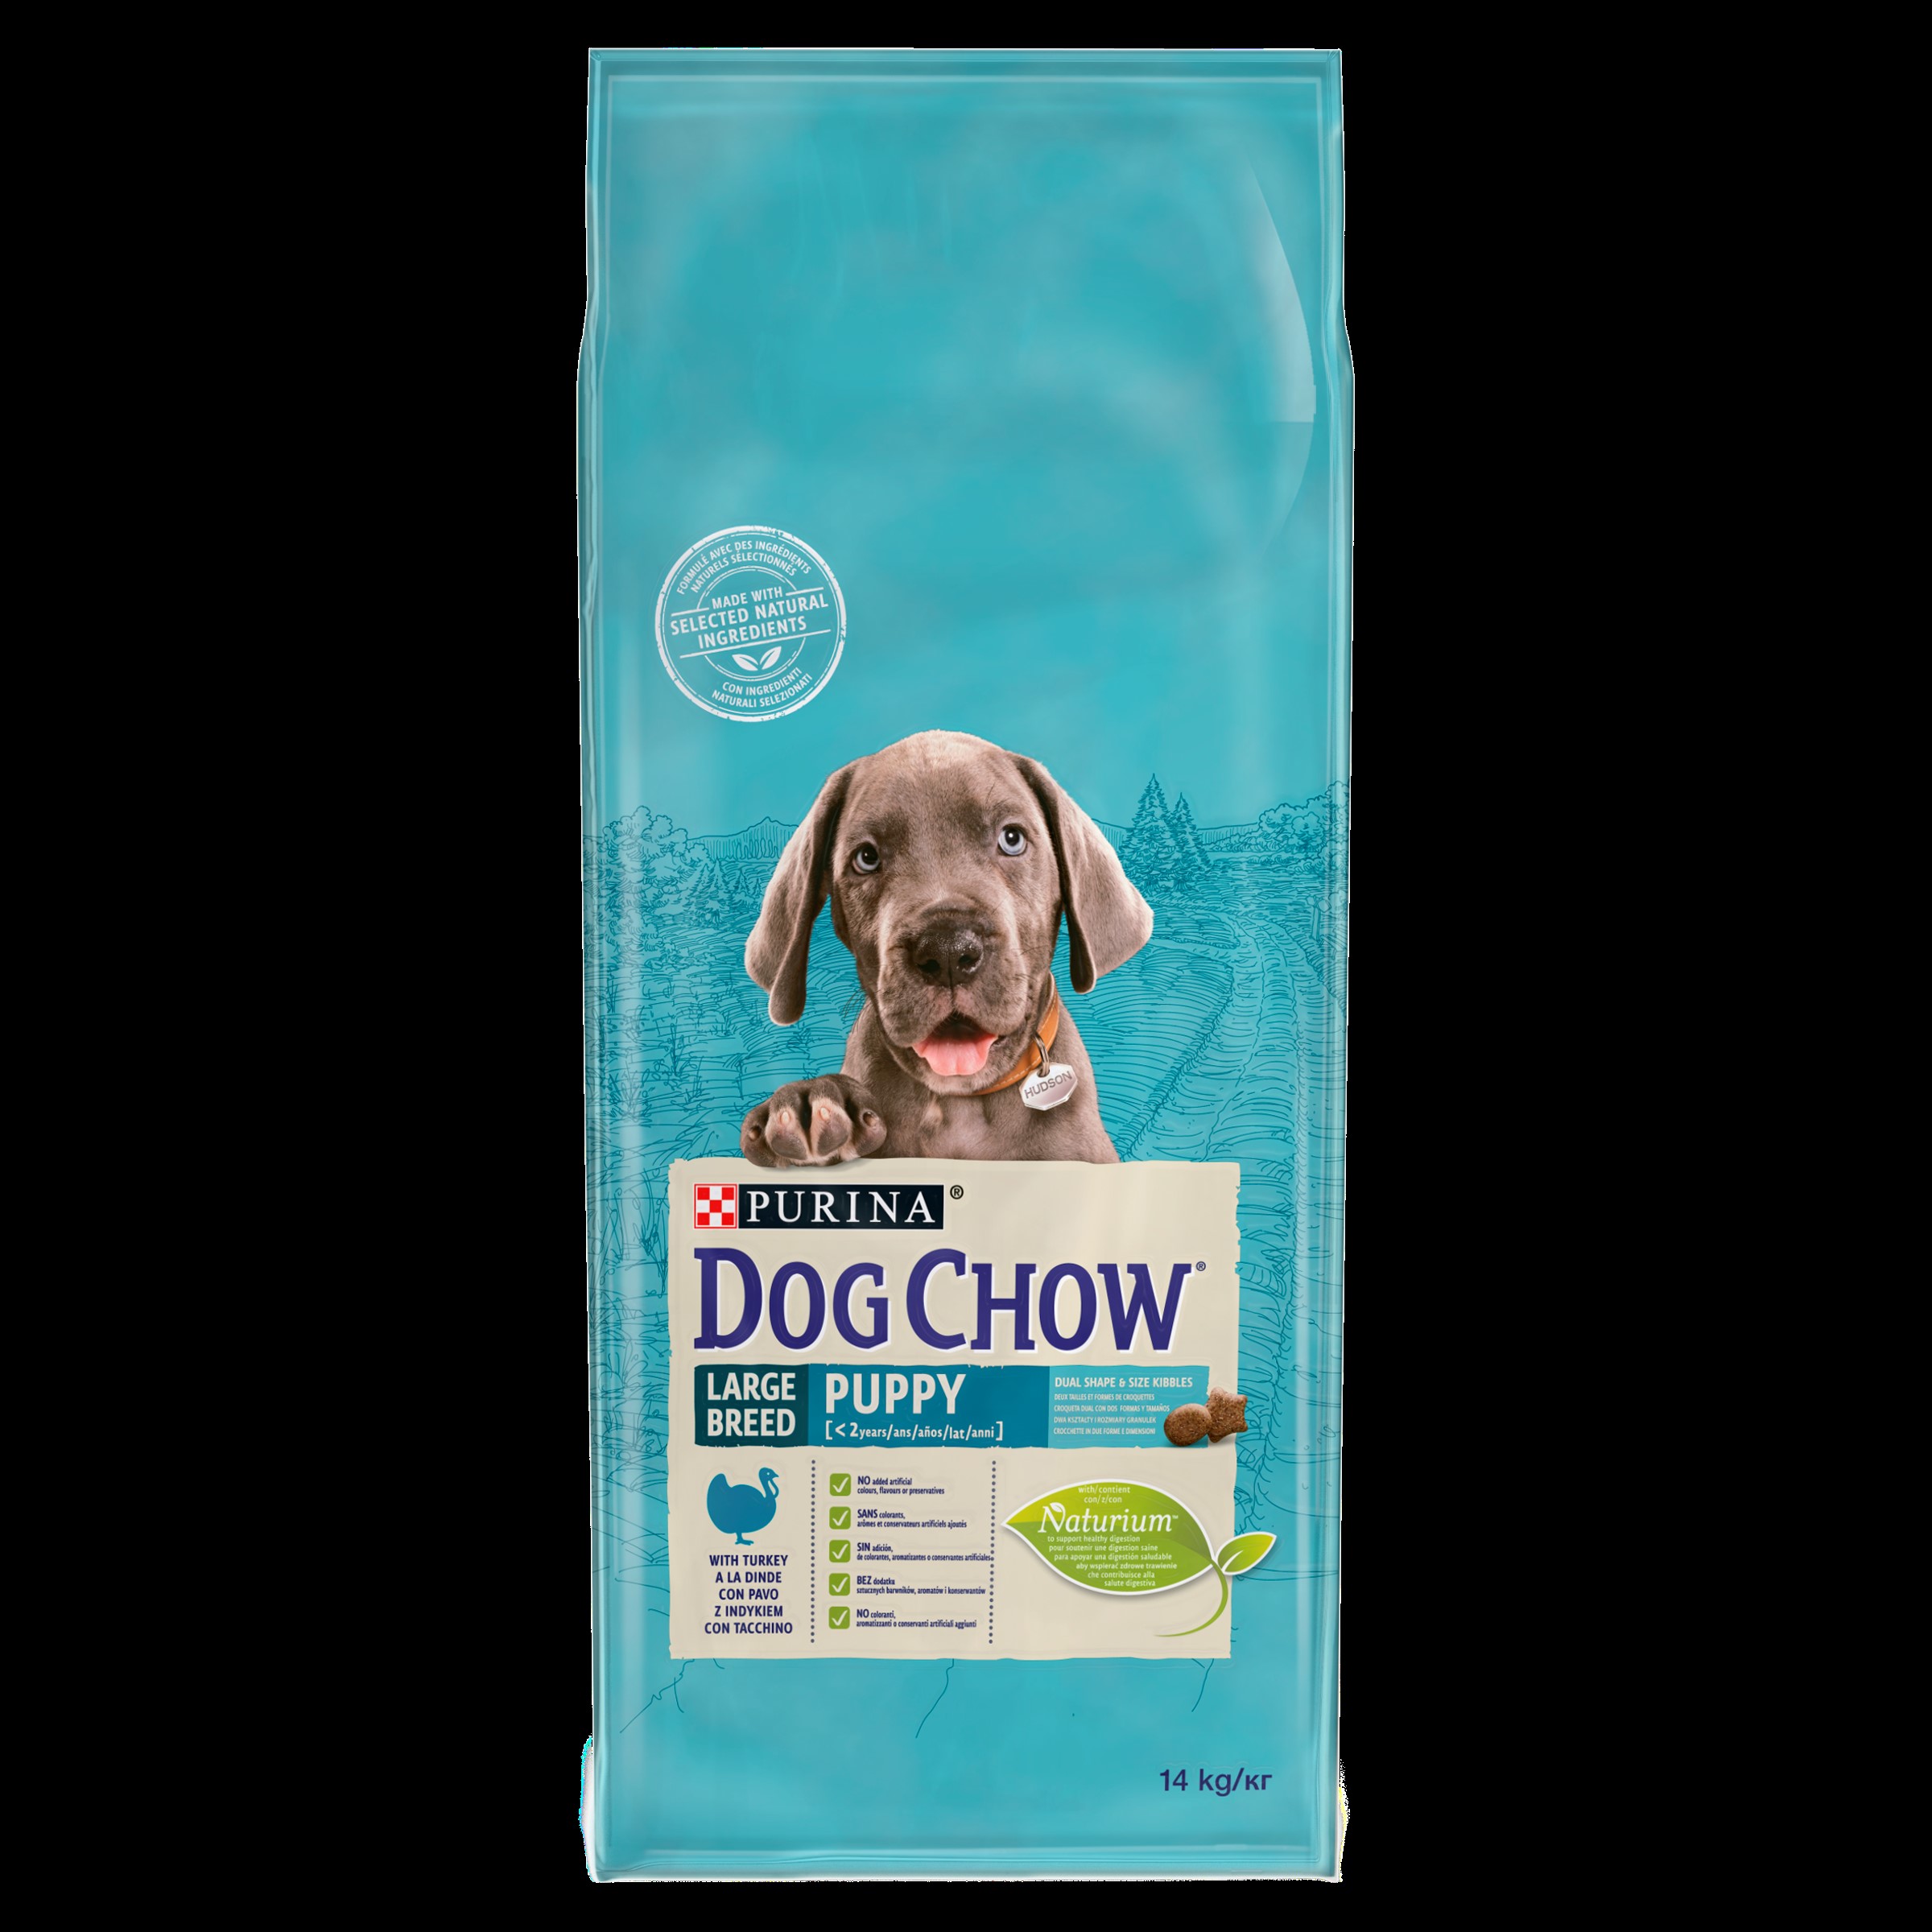 FORMULÉ AVEC DES INGRÉDIENTS
NATURELS SÉLECTIONNÉS
MADE WITH
SELECTED NATURAL
INGREDIENTS
CON INGREDIENTI
NATURALI SELEZIONATI
HUDSON
PURINA®
DOG CHOW®
LARGE
BREED
PUPPY
[< 2years/ans/años/lat/anni]
DUAL SHAPE & SIZE KIBBLES
DEUX TAILLES ET FORMES DE CROQUETTES
CROQUETA DUAL CON DOS FORMAS Y TAMAÑOS
DWA KSZTAŁTY I ROZMIARY GRANULEK
CROCCHETTE IN DUE FORME E DIMENSIONI
WITH TURKEY
A LA DINDE
CON PAVO
Z INDYKIEM
CON TACCHINO
NO added artificial
colours, flavours or preservatives
SANS colorants,
arômes et conservateurs artificiels ajoutés
SIN adición,
de colorantes, aromatizantes o conservantes artificiales.
BEZ dodatku
sztucznych barwników, aromatów i konserwantów
NO coloranti,
aromatizzanti o conservanti artificiali aggiunti
with/contient
con/z/con
Naturium™
to support healthy digestion
pour soutenir une digestion saine
para apoyar una digestión saludable
aby wspierać zdrowe trawienie
che contribuisce alla
salute digestiva
14 kg/кг